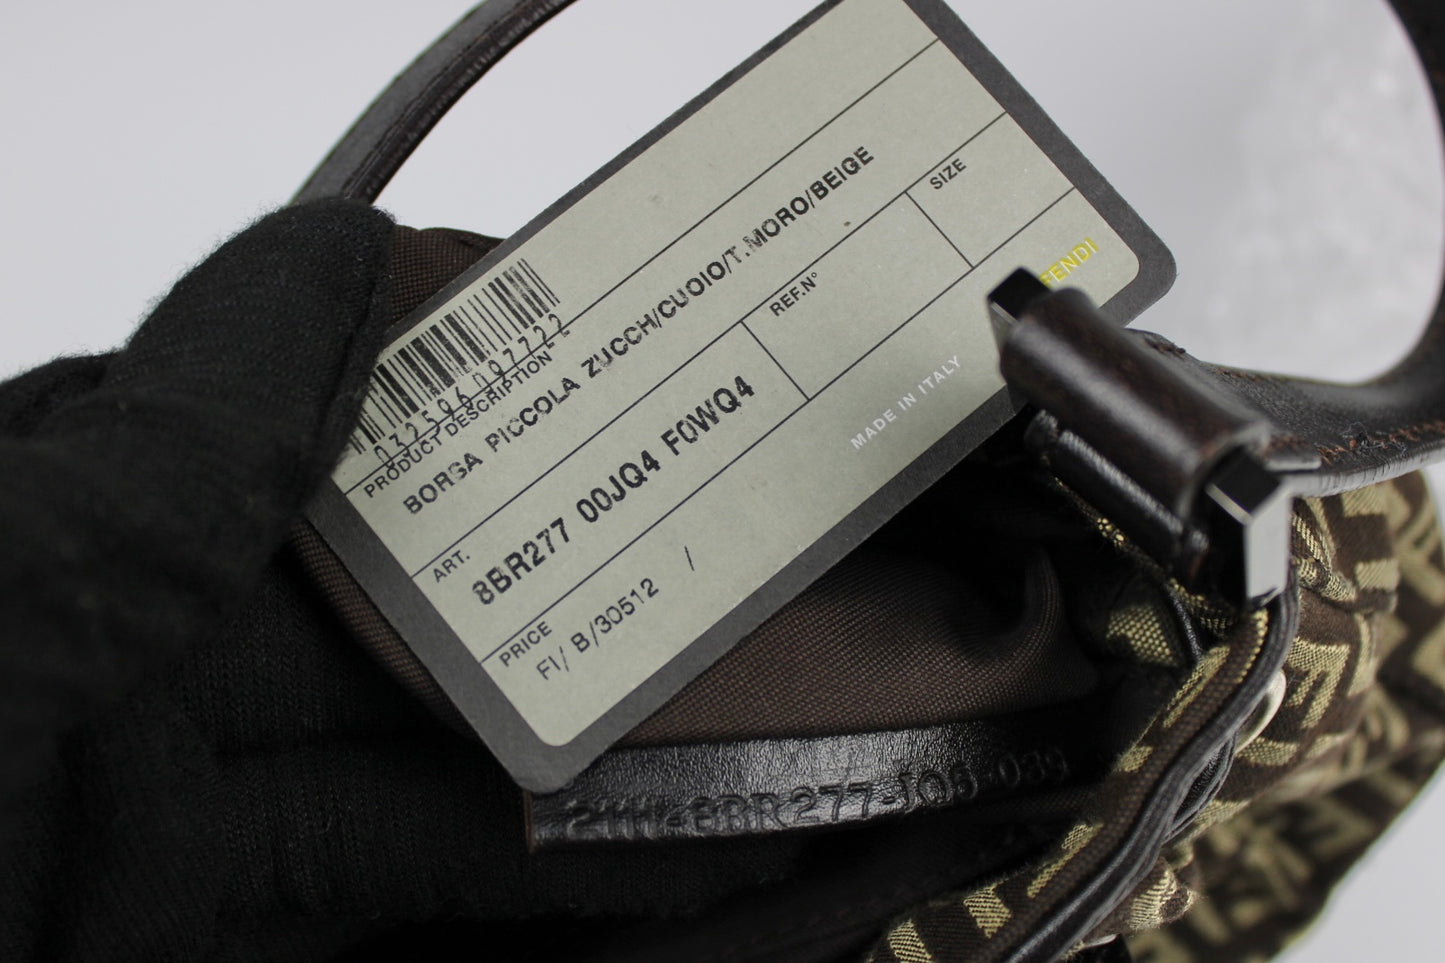 032596097722
PRODUCT DESCRIPTION
BORSA PICCOLA ZUCCH/CUOIO/T.MORO/BEIGE
ART.
8BR277 00JQ4 F0WQ4
REF.N°
SIZE
PRICE
FI/ B/30512 /
FENDI
MADE IN ITALY